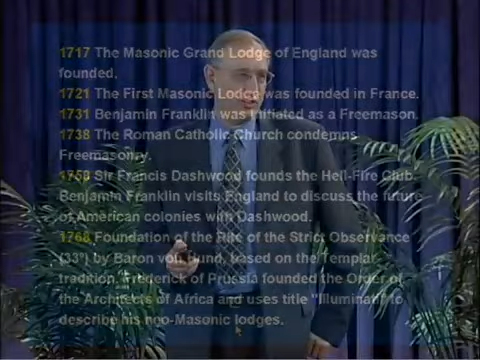 1717 The Masonic Grand Lodge of England was
founded.
1721 The First Masonic Lodge was founded in France.
1731 Benjamin Franklin was initiated as a Freemason.
1738 The Roman Catholic Church condemns
Freemasonry.
1758 Sir Francis Dashwood founds the Hell-Fire Club.
Benjamin Franklin visits England to discuss the future
of American colonies with Dashwood.
1768 Foundation of the Rite of the Strict Observance
(33°) by Baron von Hund, based on the Templar
tradition. Frederick of Prussia founded the Order of
the Architects of Africa and uses title "Illuminati" to
describe his neo-Masonic lodges.